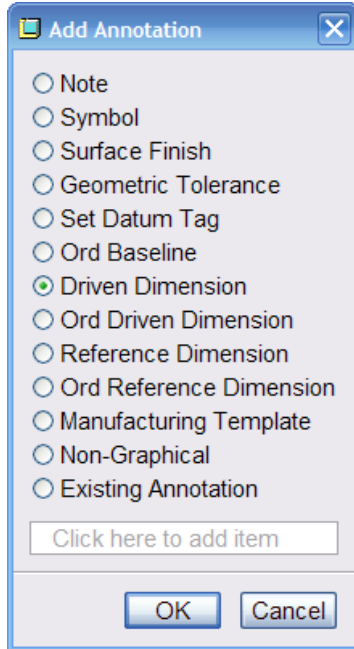 Add Annotation
Note
Symbol
Surface Finish
Geometric Tolerance
Set Datum Tag
Ord Baseline
Driven Dimension
Ord Driven Dimension
Reference Dimension
Ord Reference Dimension
Manufacturing Template
Non-Graphical
Existing Annotation
Click here to add item
OK Cancel